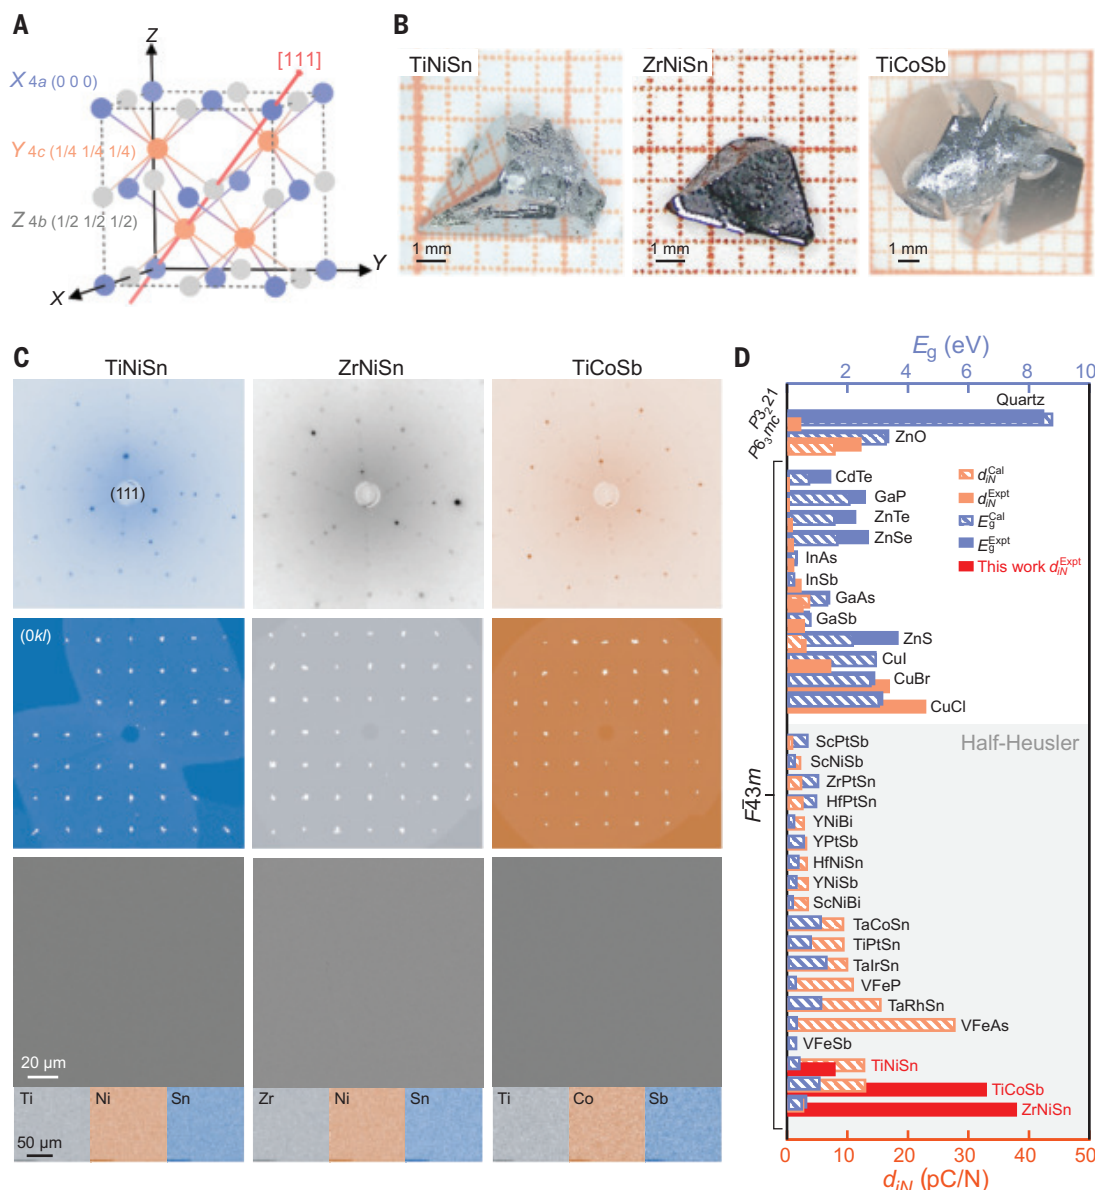 A
Z
[111]
X 4a (0 0 0)
Y 4c (1/4 1/4 1/4)
Z 4b (1/2 1/2 1/2)
Y
X
B
TiNiSn
ZrNiSn
TiCoSb
1 mm
1 mm
1 mm
C
TiNiSn
ZrNiSn
TiCoSb
(111)
(0kl)
20 µm
Ti
Ni
Sn
Zr
Ni
Sn
Ti
Co
Sb
50 µm
D
E_g (eV)
2 4 6 8 10
P3₂21
P6₃mc
F4̄3m
Quartz
ZnO
CdTe
GaP
ZnTe
ZnSe
InAs
InSb
GaAs
GaSb
ZnS
CuI
CuBr
CuCl
d_iN^Cal
d_iN^Expt
E_g^Cal
E_g^Expt
This work d_iN^Expt
Half-Heusler
ScPtSb
ScNiSb
ZrPtSn
HfPtSn
YNiBi
YPtSb
HfNiSn
YNiSb
ScNiBi
TaCoSn
TiPtSn
TaIrSn
VFeP
TaRhSn
VFeAs
VFeSb
TiNiSn
TiCoSb
ZrNiSn
0 10 20 30 40 50
d_iN (pC/N)